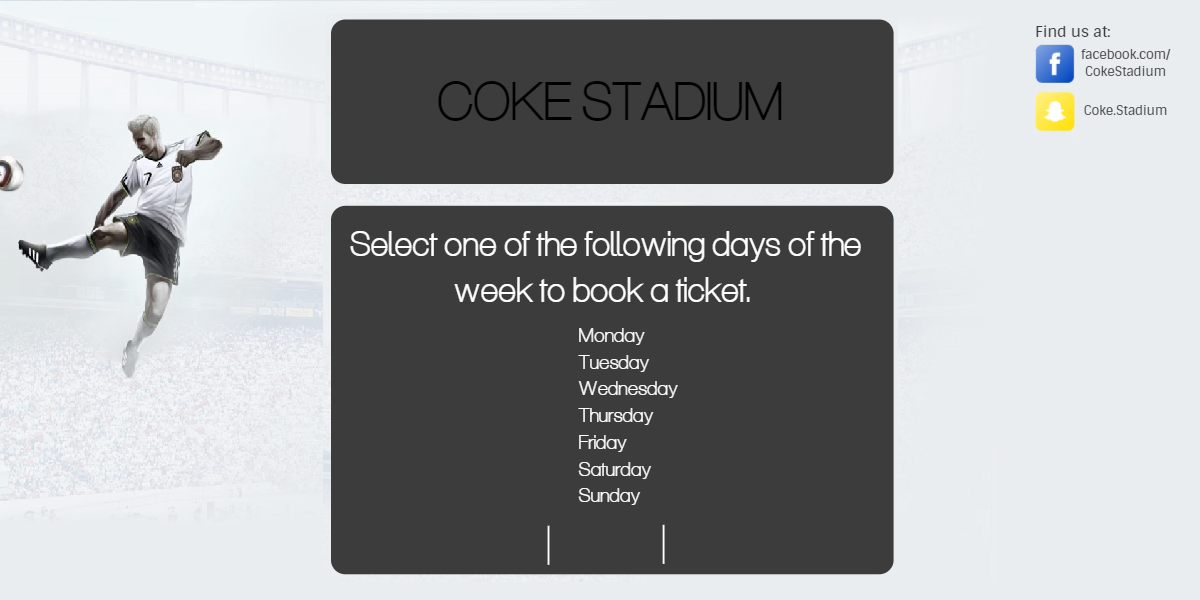 COKE STADIUM
Select one of the following days of the
week to book a ticket.
Monday
Tuesday
Wednesday
Thursday
Friday
Saturday
Sunday
Find us at:
facebook.com/
CokeStadium
Coke.Stadium
7